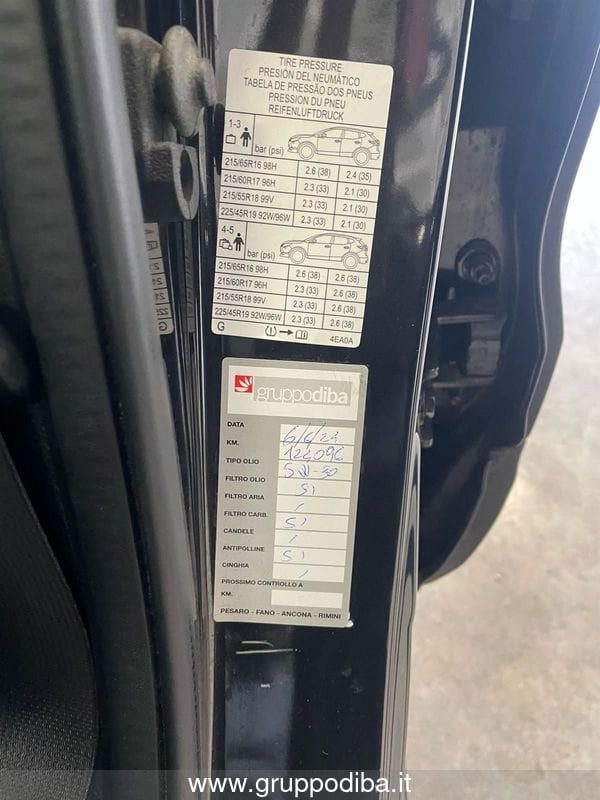 TIRE PRESSURE
PRESIÓN DEL NEUMÁTICO
TABELA DE PRESSÃO DOS PNEUS
PRESSION DU PNEU
REIFENLUFTDRUCK
1-3
bar (psi)
215/65R16 98H 2.6 (38) 2.4 (35)
215/60R17 96H 2.3 (33) 2.1 (30)
215/55R18 99V 2.3 (33) 2.1 (30)
225/45R19 92W/96W 2.3 (33) 2.1 (30)
4-5
bar (psi)
215/65R16 98H 2.6 (38) 2.6 (38)
215/60R17 96H 2.3 (33) 2.6 (38)
215/55R18 99V 2.3 (33) 2.6 (38)
225/45R19 92W/96W 2.3 (33) 2.6 (38)
G
4EA0A
gruppodiba
DATA 6/6/23
KM. 122096
TIPO OLIO 5W-30
FILTRO OLIO SI
FILTRO ARIA /
FILTRO CARB. SI
CANDELE /
ANTIPOLLINE SI
CINGHIA /
PROSSIMO CONTROLLO A
KM.
PESARO - FANO - ANCONA - RIMINI
www.gruppodiba.it